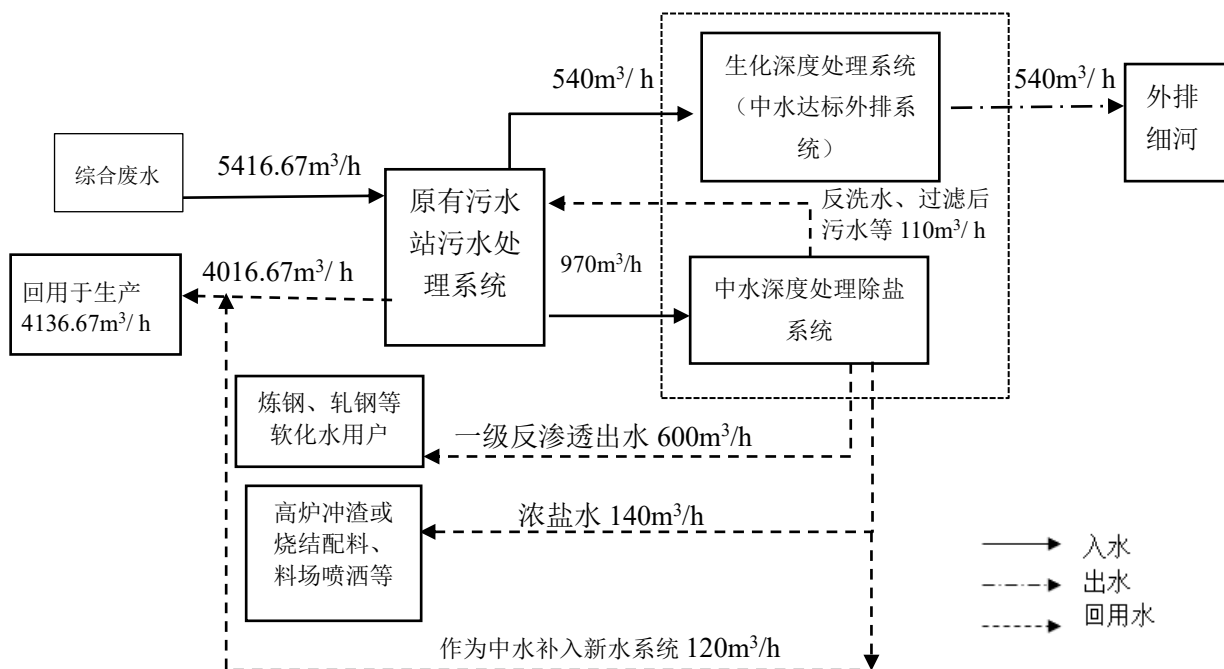 540m³/ h
生化深度处理系统
（中水达标外排系
统）
540m³/ h
外排
细河
综合废水
5416.67m³/h
原有污水
站污水处
理系统
反洗水、过滤后
污水等 110m³/ h
4016.67m³/ h
970m³/h
回用于生产
4136.67m³/ h
中水深度处理除盐
系统
炼钢、轧钢等
软化水用户
一级反渗透出水 600m³/h
高炉冲渣或
烧结配料、
料场喷洒等
浓盐水 140m³/h
入水
出水
回用水
作为中水补入新水系统 120m³/h